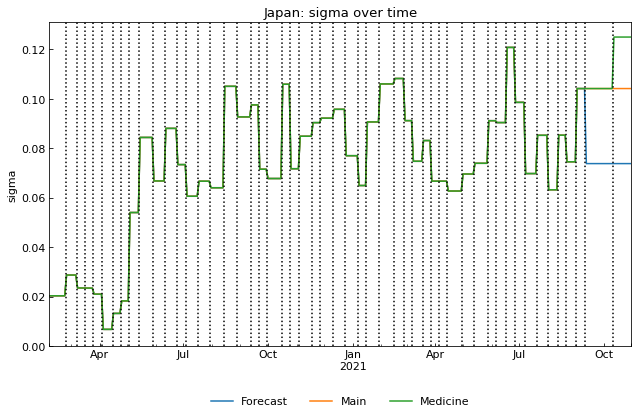 Japan: sigma over time
sigma
0.12
0.10
0.08
0.06
0.04
0.02
0.00
Apr Jul Oct Jan Apr Jul Oct
2021
Forecast Main Medicine